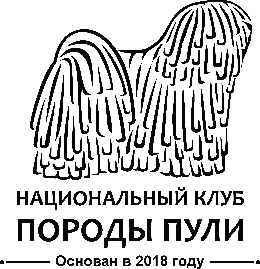 НАЦИОНАЛЬНЫЙ КЛУБ
ПОРОДЫ ПУЛИ
Основан в 2018 году